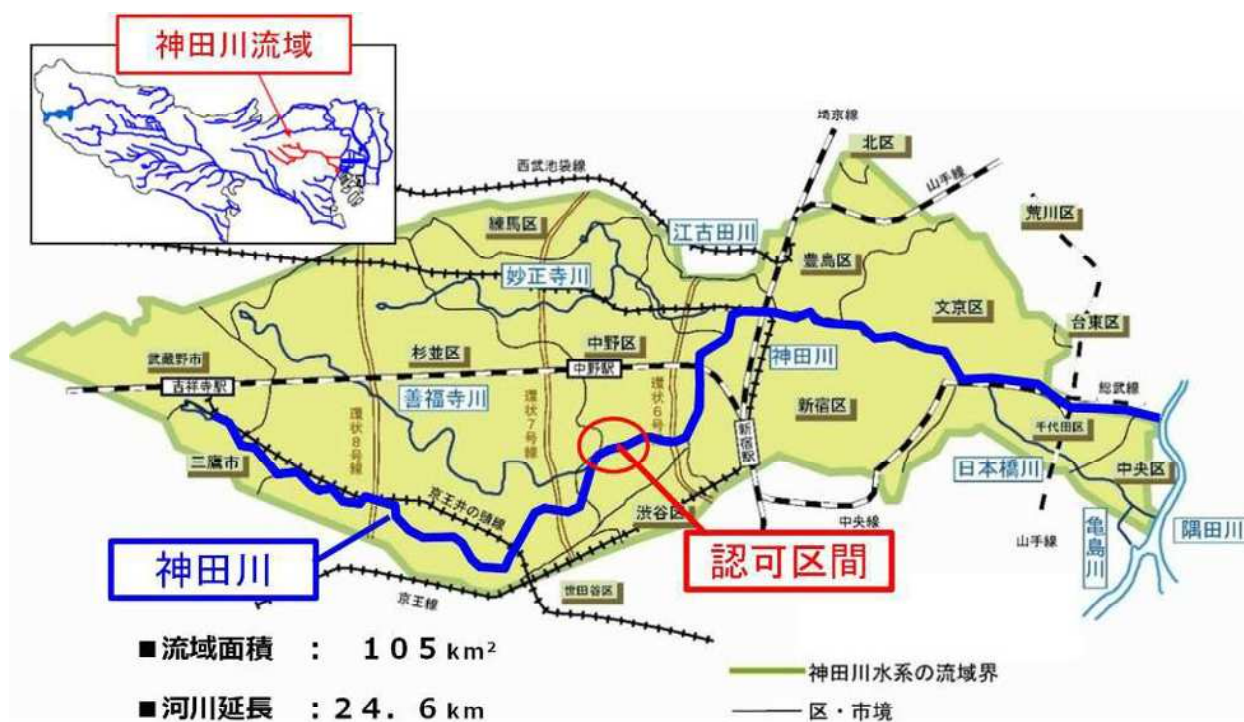 神田川流域
埼京線
北区
西武池袋線
山手線
荒川区
練馬区
江古田川
豊島区
妙正寺川
文京区
台東区
中野区
神田川
杉並区
武蔵野市
中野駅
環状6号
吉祥寺駅
総武線
善福寺川
環状7号線
新宿区
千代田区
環状8号線
新宿駅
三鷹市
日本橋川
中央区
京王井の頭線
渋谷区
中央線
隅田川
神田川
認可区間
山手線
亀島川
世田谷区
京王線
■流域面積 : 105km²
神田川水系の流域界
■河川延長 :24.6km
区・市境